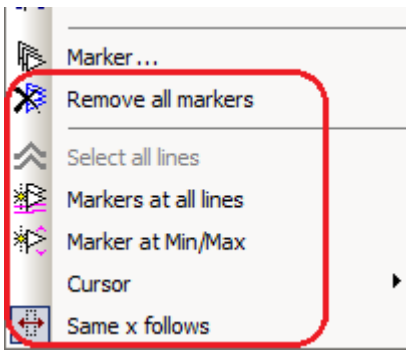 Marker...
Remove all markers
Select all lines
Markers at all lines
Marker at Min/Max
Cursor
Same x follows